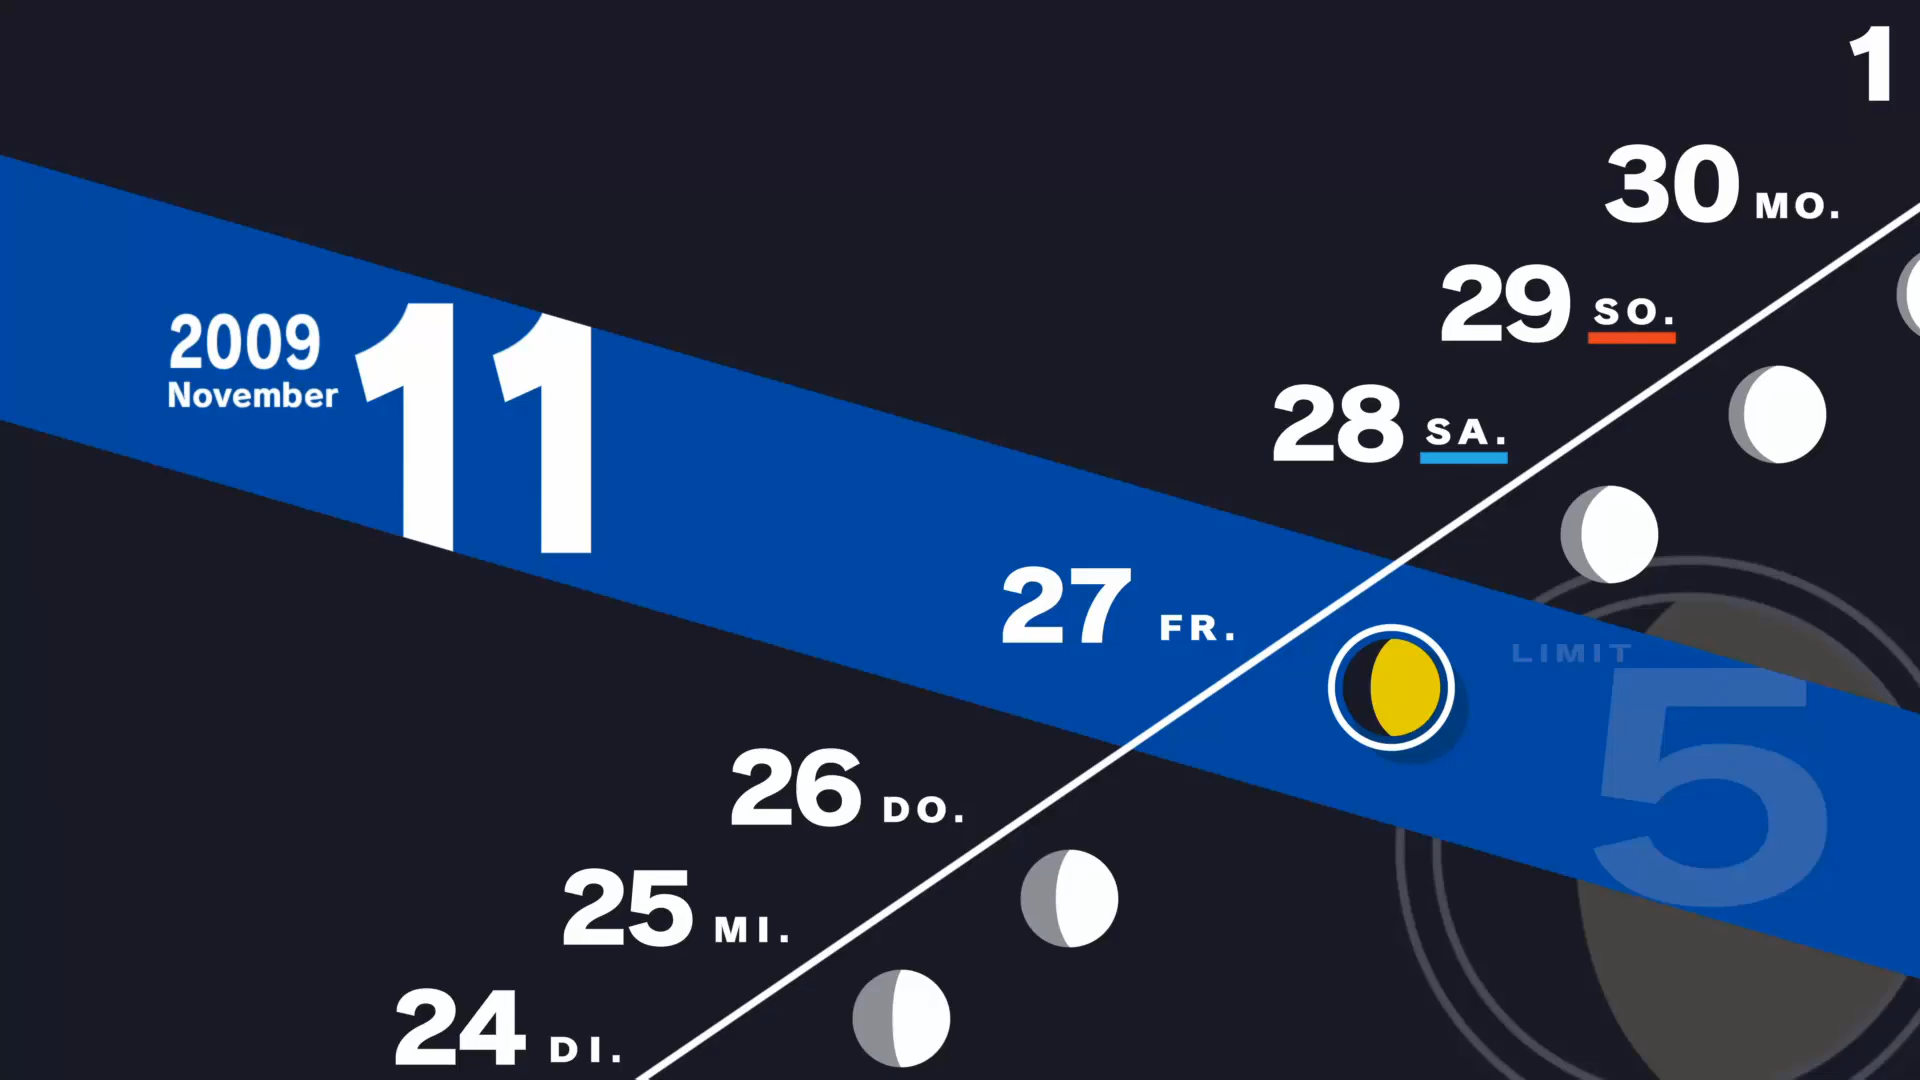 1
30 MO.
29 SO.
28 SA.
2009
November
11
27 FR.
LIMIT
5
26 DO.
25 MI.
24 DI.